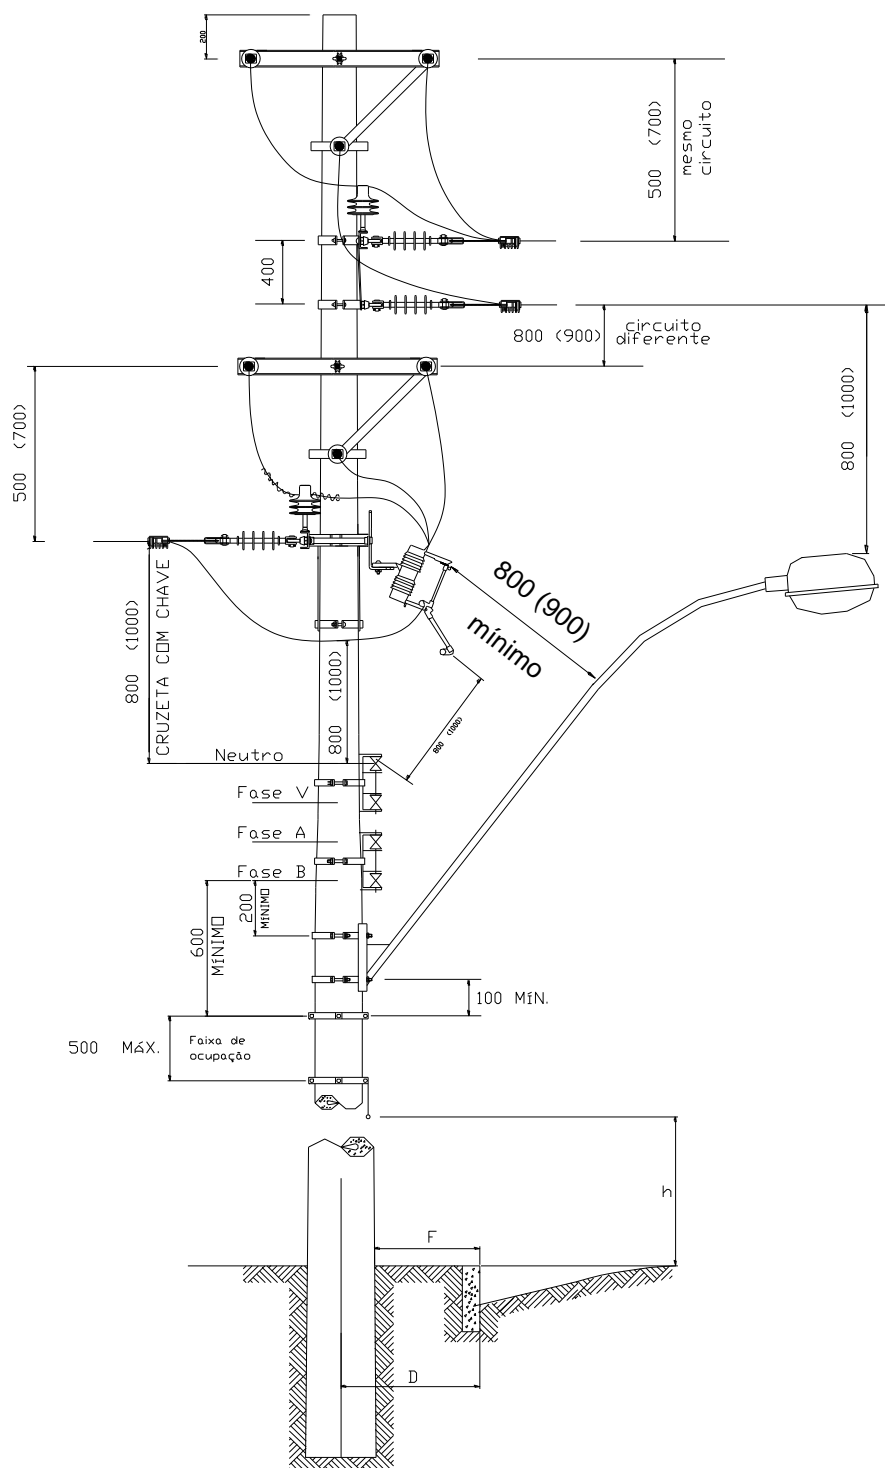 200
500 (700)
mesmo
circuito
400
800 (900)
circuito
diferente
500 (700)
800 (1000)
800 (1000)
CRUZETA COM CHAVE
800 (900)
mínimo
800 (1000)
800 (1000)
Neutro
Fase V
Fase A
Fase B
200
MíNIMO
600
MíNIMO
100 MíN.
500 MÁX.
Faixa de
ocupação
h
F
D